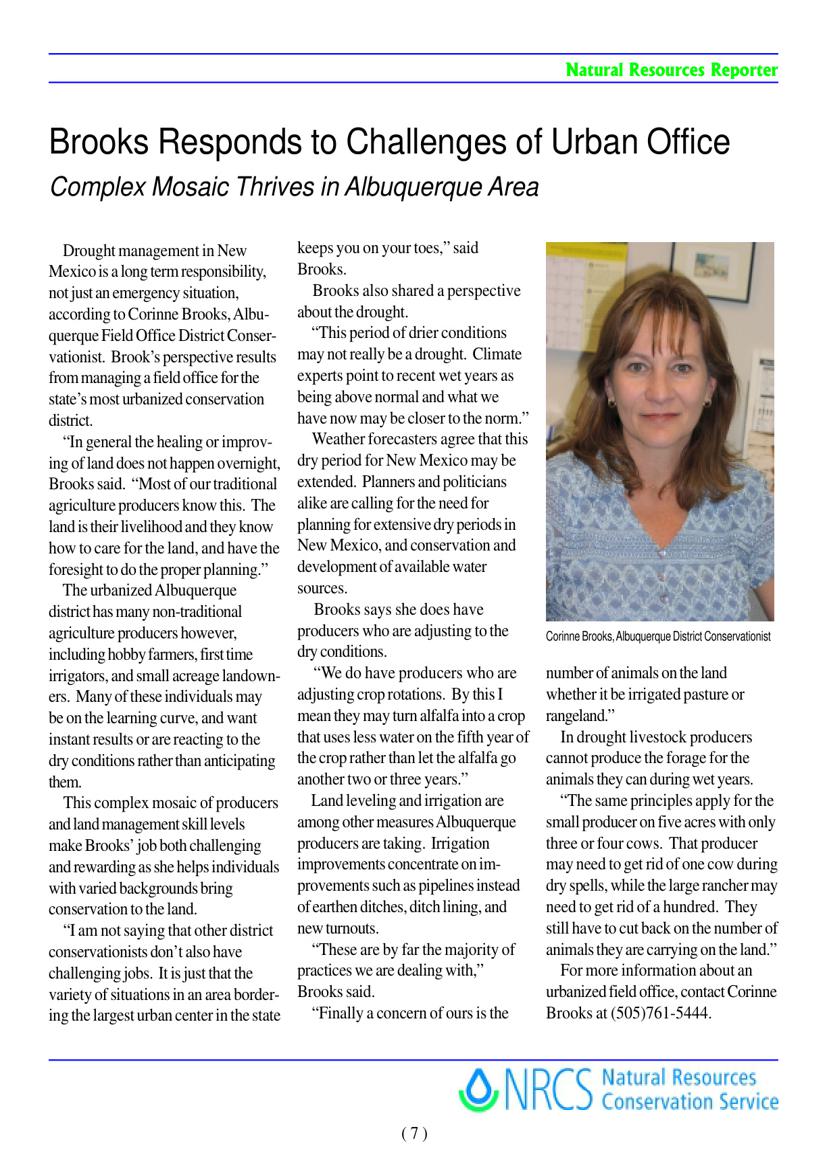 Natural Resources Reporter
Brooks Responds to Challenges of Urban Office
Complex Mosaic Thrives in Albuquerque Area
Drought management in New
Mexico is a long term responsibility,
not just an emergency situation,
according to Corinne Brooks, Albu-
querque Field Office District Conser-
vationist. Brook's perspective results
from managing a field office for the
state's most urbanized conservation
district.
“In general the healing or improv-
ing of land does not happen overnight,
Brooks said. “Most of our traditional
agriculture producers know this. The
land is their livelihood and they know
how to care for the land, and have the
foresight to do the proper planning.”
The urbanized Albuquerque
district has many non-traditional
agriculture producers however,
including hobby farmers, first time
irrigators, and small acreage landown-
ers. Many of these individuals may
be on the learning curve, and want
instant results or are reacting to the
dry conditions rather than anticipating
them.
This complex mosaic of producers
and land management skill levels
make Brooks' job both challenging
and rewarding as she helps individuals
with varied backgrounds bring
conservation to the land.
“I am not saying that other district
conservationists don't also have
challenging jobs. It is just that the
variety of situations in an area border-
ing the largest urban center in the state
keeps you on your toes,” said
Brooks.
Brooks also shared a perspective
about the drought.
“This period of drier conditions
may not really be a drought. Climate
experts point to recent wet years as
being above normal and what we
have now may be closer to the norm.”
Weather forecasters agree that this
dry period for New Mexico may be
extended. Planners and politicians
alike are calling for the need for
planning for extensive dry periods in
New Mexico, and conservation and
development of available water
sources.
Brooks says she does have
producers who are adjusting to the
dry conditions.
“We do have producers who are
adjusting crop rotations. By this I
mean they may turn alfalfa into a crop
that uses less water on the fifth year of
the crop rather than let the alfalfa go
another two or three years.”
Land leveling and irrigation are
among other measures Albuquerque
producers are taking. Irrigation
improvements concentrate on im-
provements such as pipelines instead
of earthen ditches, ditch lining, and
new turnouts.
“These are by far the majority of
practices we are dealing with,”
Brooks said.
“Finally a concern of ours is the
Corinne Brooks, Albuquerque District Conservationist
number of animals on the land
whether it be irrigated pasture or
rangeland.”
In drought livestock producers
cannot produce the forage for the
animals they can during wet years.
“The same principles apply for the
small producer on five acres with only
three or four cows. That producer
may need to get rid of one cow during
dry spells, while the large rancher may
need to get rid of a hundred. They
still have to cut back on the number of
animals they are carrying on the land.”
For more information about an
urbanized field office, contact Corinne
Brooks at (505)761-5444.
NRCS Natural Resources
Conservation Service
( 7 )